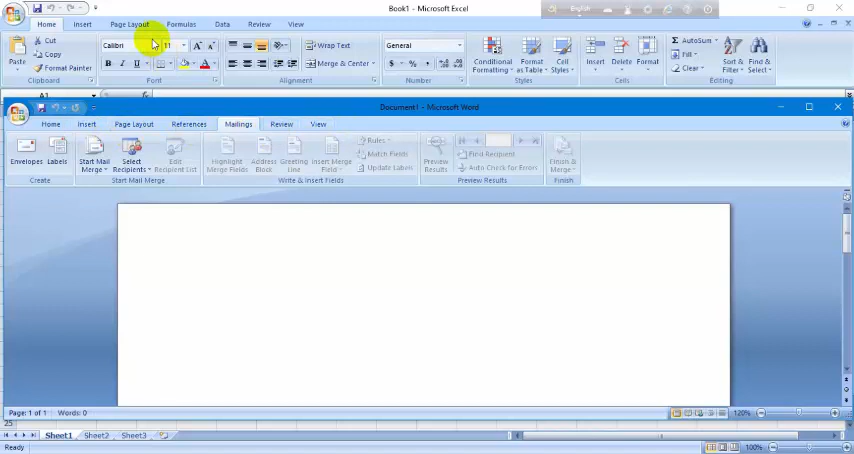 Book1 - Microsoft Excel
English
Home Insert Page Layout Formulas Data Review View
Cut
Copy
Format Painter
Paste
Clipboard
Calibri 11
B I U
Font
Wrap Text
Merge & Center
Alignment
General
$ % ,
Number
Conditional Formatting
Format as Table
Cell Styles
Styles
Insert Delete Format
Cells
AutoSum
Fill
Clear
Sort & Filter
Find & Select
Editing
A1
Document1 - Microsoft Word
Home Insert Page Layout References Mailings Review View
Envelopes Labels
Create
Start Mail Merge
Select Recipients
Edit Recipient List
Start Mail Merge
Highlight Merge Fields
Address Block
Greeting Line
Insert Merge Field
Rules
Match Fields
Update Labels
Write & Insert Fields
Preview Results
Find Recipient
Auto Check for Errors
Preview Results
Finish & Merge
Finish
Page: 1 of 1 Words: 0
120%
25
Sheet1 Sheet2 Sheet3
Ready
100%